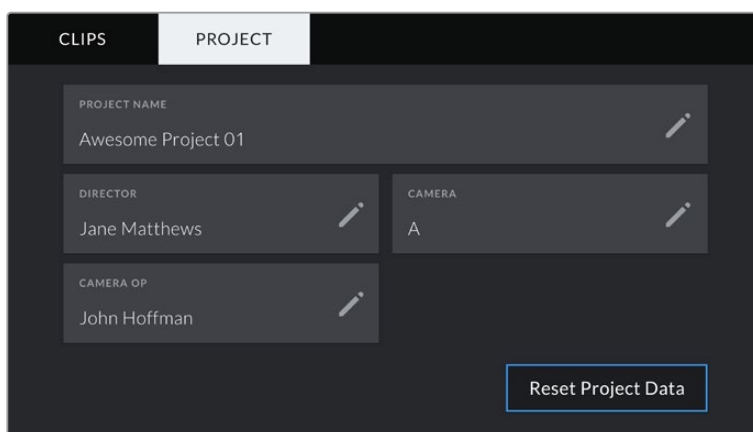 CLIPS PROJECT
PROJECT NAME
Awesome Project 01
DIRECTOR
Jane Matthews
CAMERA
A
CAMERA OP
John Hoffman
Reset Project Data